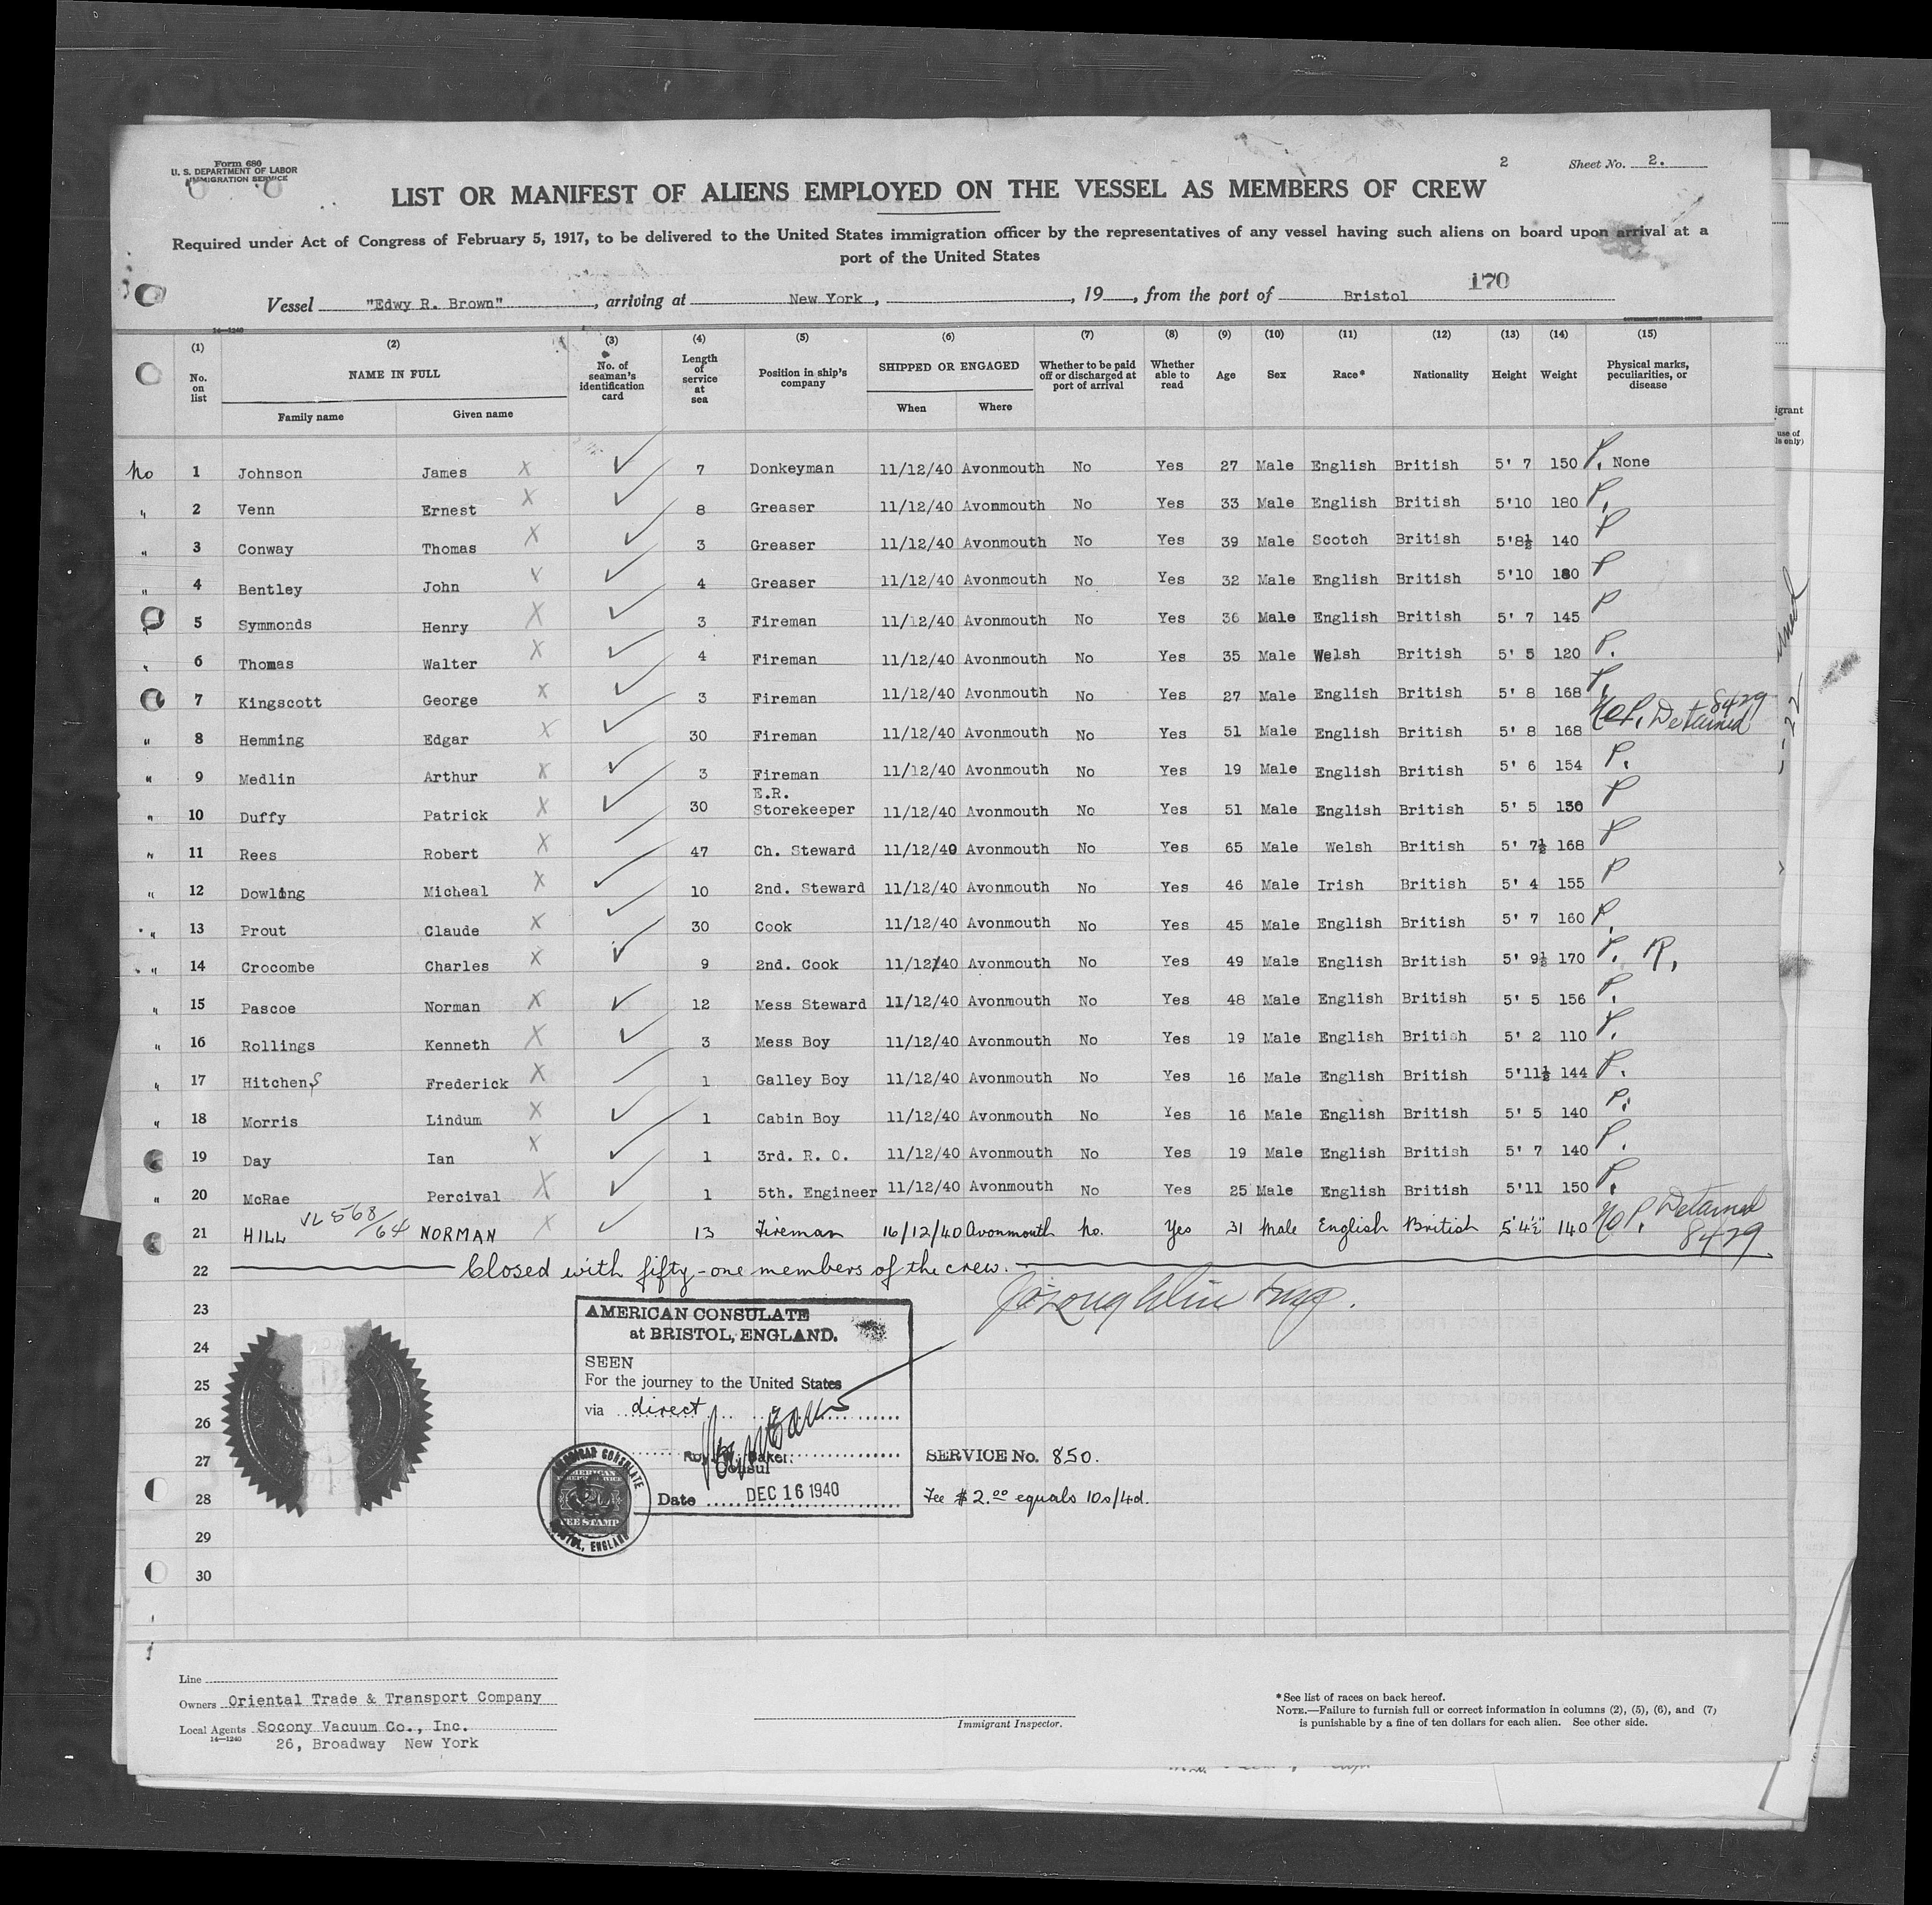 Form 680
U. S. DEPARTMENT OF LABOR
IMMIGRATION SERVICE
2
Sheet No. 2.
LIST OR MANIFEST OF ALIENS EMPLOYED ON THE VESSEL AS MEMBERS OF CREW
Required under Act of Congress of February 5, 1917, to be delivered to the United States immigration officer by the representatives of any vessel having such aliens on board upon arrival at a
port of the United States
170
Vessel "Edwy R. Brown", arriving at New York, , 19 , from the port of Bristol
14—1240
(1) (2) (3) (4) (5) (6) (7) (8) (9) (10) (11) (12) (13) (14) (15)
No. on list NAME IN FULL Family name Given name No. of seaman's identification card Length of service at sea Position in ship's company SHIPPED OR ENGAGED When Where Whether to be paid off or discharged at port of arrival Whether able to read Age Sex Race* Nationality Height Weight Physical marks, peculiarities, or disease
No 1 Johnson James X ✓ 7 Donkeyman 11/12/40 Avonmouth No Yes 27 Male English British 5' 7 150 P. None
" 2 Venn Ernest X ✓ 8 Greaser 11/12/40 Avonmouth No Yes 33 Male English British 5'10 180 P.
" 3 Conway Thomas X ✓ 3 Greaser 11/12/40 Avonmouth No Yes 39 Male Scotch British 5'8½ 140 P
" 4 Bentley John ✓ ✓ 4 Greaser 11/12/40 Avonmouth No Yes 32 Male English British 5'10 180 P
5 Symmonds Henry X ✓ 3 Fireman 11/12/40 Avonmouth No Yes 36 Male English British 5' 7 145 P
" 6 Thomas Walter X ✓ 4 Fireman 11/12/40 Avonmouth No Yes 35 Male Welsh British 5' 5 120 P.
7 Kingscott George X ✓ 3 Fireman 11/12/40 Avonmouth No Yes 27 Male English British 5' 8 168 P.
" 8 Hemming Edgar X ✓ 30 Fireman 11/12/40 Avonmouth No Yes 51 Male English British 5' 8 168 No P. Detained 8429
" 9 Medlin Arthur X ✓ 3 Fireman 11/12/40 Avonmouth No Yes 19 Male English British 5' 6 154 P.
" 10 Duffy Patrick X ✓ 30 E.R. Storekeeper 11/12/40 Avonmouth No Yes 51 Male English British 5' 5 130 P
" 11 Rees Robert X ✓ 47 Ch. Steward 11/12/40 Avonmouth No Yes 65 Male Welsh British 5' 7½ 168 P
" 12 Dowling Micheal X ✓ 10 2nd. Steward 11/12/40 Avonmouth No Yes 46 Male Irish British 5' 4 155 P
" 13 Prout Claude X ✓ 30 Cook 11/12/40 Avonmouth No Yes 45 Male English British 5' 7 160 P.
" 14 Crocombe Charles X ✓ 9 2nd. Cook 11/12/40 Avonmouth No Yes 49 Male English British 5' 9½ 170 P. R.
" 15 Pascoe Norman X ✓ 12 Mess Steward 11/12/40 Avonmouth No Yes 48 Male English British 5' 5 156 P.
" 16 Rollings Kenneth X ✓ 3 Mess Boy 11/12/40 Avonmouth No Yes 19 Male English British 5' 2 110 P.
" 17 Hitchens Frederick X ✓ 1 Galley Boy 11/12/40 Avonmouth No Yes 16 Male English British 5'11½ 144 P.
" 18 Morris Lindum X ✓ 1 Cabin Boy 11/12/40 Avonmouth No Yes 16 Male English British 5' 5 140 P.
19 Day Ian X ✓ 1 3rd. R. O. 11/12/40 Avonmouth No Yes 19 Male English British 5' 7 140 P.
" 20 McRae Percival X ✓ 1 5th. Engineer 11/12/40 Avonmouth No Yes 25 Male English British 5'11 150 P.
21 HILL VL 568/64 NORMAN X ✓ 13 Fireman 16/12/40 Avonmouth No. Yes 31 Male English British 5'4½" 140 No P. Detained 8429
22 Closed with fifty-one members of the crew.
23
24
25
26
27
28
29
30
AMERICAN CONSULATE
at BRISTOL, ENGLAND.
SEEN
For the journey to the United States
via direct
Roy W. Baker
Consul
Date DEC 16 1940
AMERICAN CONSULATE
BRISTOL, ENGLAND
FEE STAMP
SERVICE No. 850.
Fee $2.00 equals 10s/4d.
Line
Owners Oriental Trade & Transport Company
Local Agents Socony Vacuum Co., Inc.
14—1240
26, Broadway New York
Immigrant Inspector.
*See list of races on back hereof.
NOTE.—Failure to furnish full or correct information in columns (2), (5), (6), and (7)
is punishable by a fine of ten dollars for each alien. See other side.